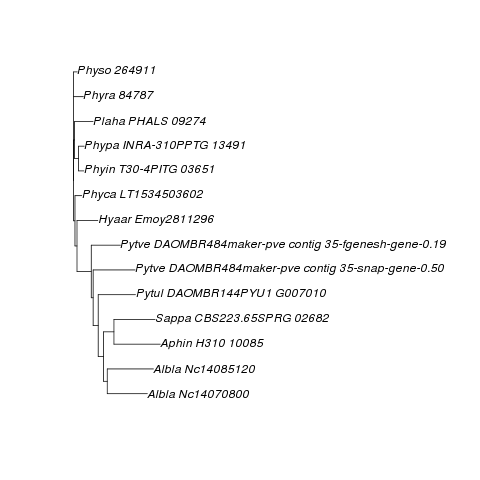 Physo 264911
Phyra 84787
Plaha PHALS 09274
Phypa INRA-310PPTG 13491
Phyin T30-4PITG 03651
Phyca LT1534503602
Hyaar Emoy2811296
Pytve DAOMBR484maker-pve contig 35-fgenesh-gene-0.19
Pytve DAOMBR484maker-pve contig 35-snap-gene-0.50
Pytul DAOMBR144PYU1 G007010
Sappa CBS223.65SPRG 02682
Aphin H310 10085
Albla Nc14085120
Albla Nc14070800